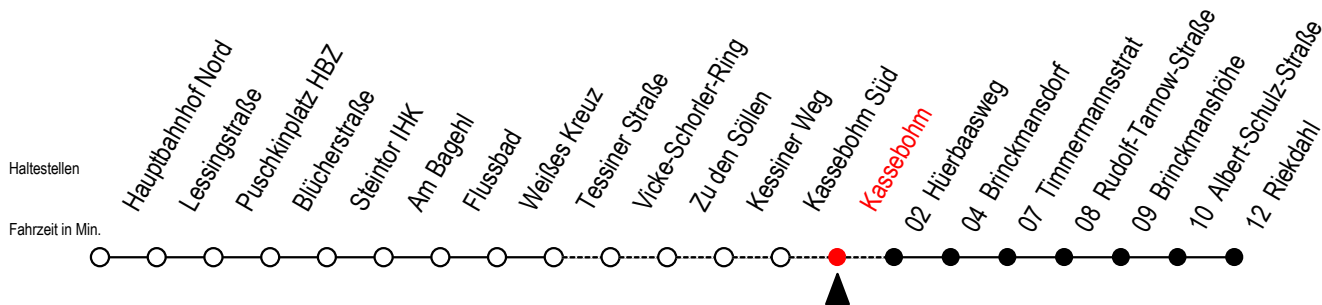 Haltestellen
Fahrzeit in Min.
Hauptbahnhof Nord
Lessingstraße
Puschkinplatz HBZ
Blücherstraße
Steintor IHK
Am Bagehl
Flussbad
Weißes Kreuz
Tessiner Straße
Vicke-Schorler-Ring
Zu den Söllen
Kessiner Weg
Kassebohm Süd
Kassebohm
02 Hüerbaasweg
04 Brinckmansdorf
07 Timmermannsstrat
08 Rudolf-Tarnow-Straße
09 Brinckmanshöhe
10 Albert-Schulz-Straße
12 Riekdahl